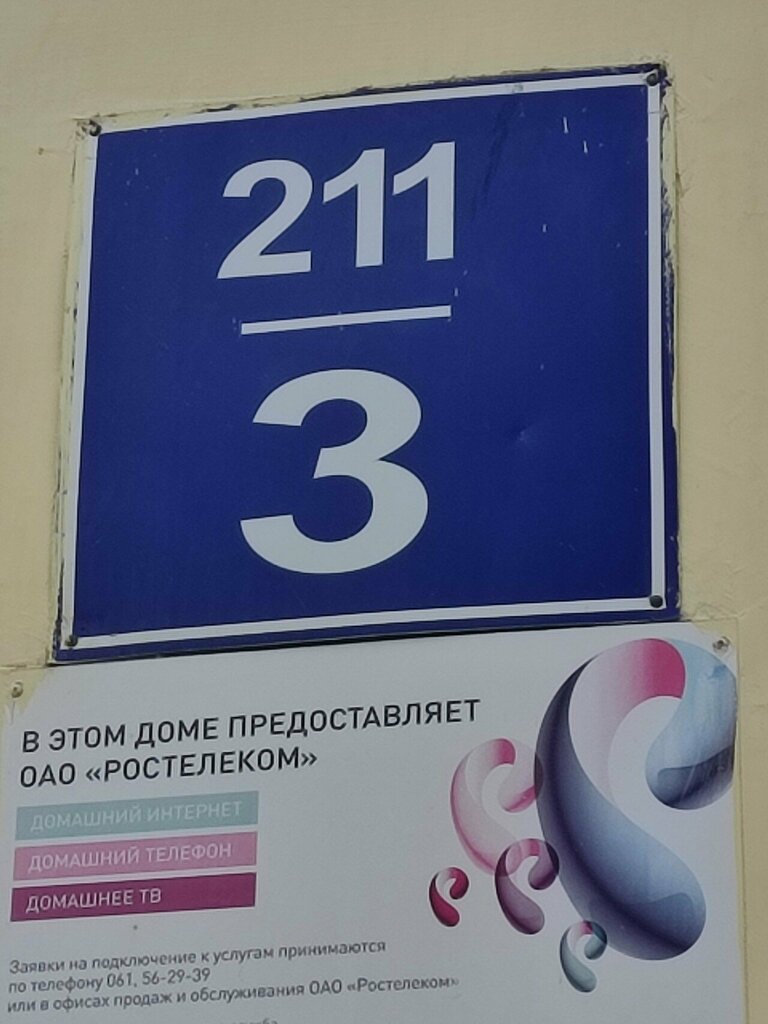 211
3
В ЭТОМ ДОМЕ ПРЕДОСТАВЛЯЕТ
ОАО «РОСТЕЛЕКОМ»
ДОМАШНИЙ ИНТЕРНЕТ
ДОМАШНИЙ ТЕЛЕФОН
ДОМАШНЕЕ ТВ
Заявки на подключение к услугам принимаются
по телефону 061, 56-29-39
или в офисах продаж и обслуживания ОАО «Ростелеком»